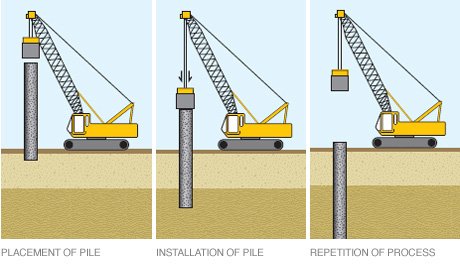 PLACEMENT OF PILE
INSTALLATION OF PILE
REPETITION OF PROCESS